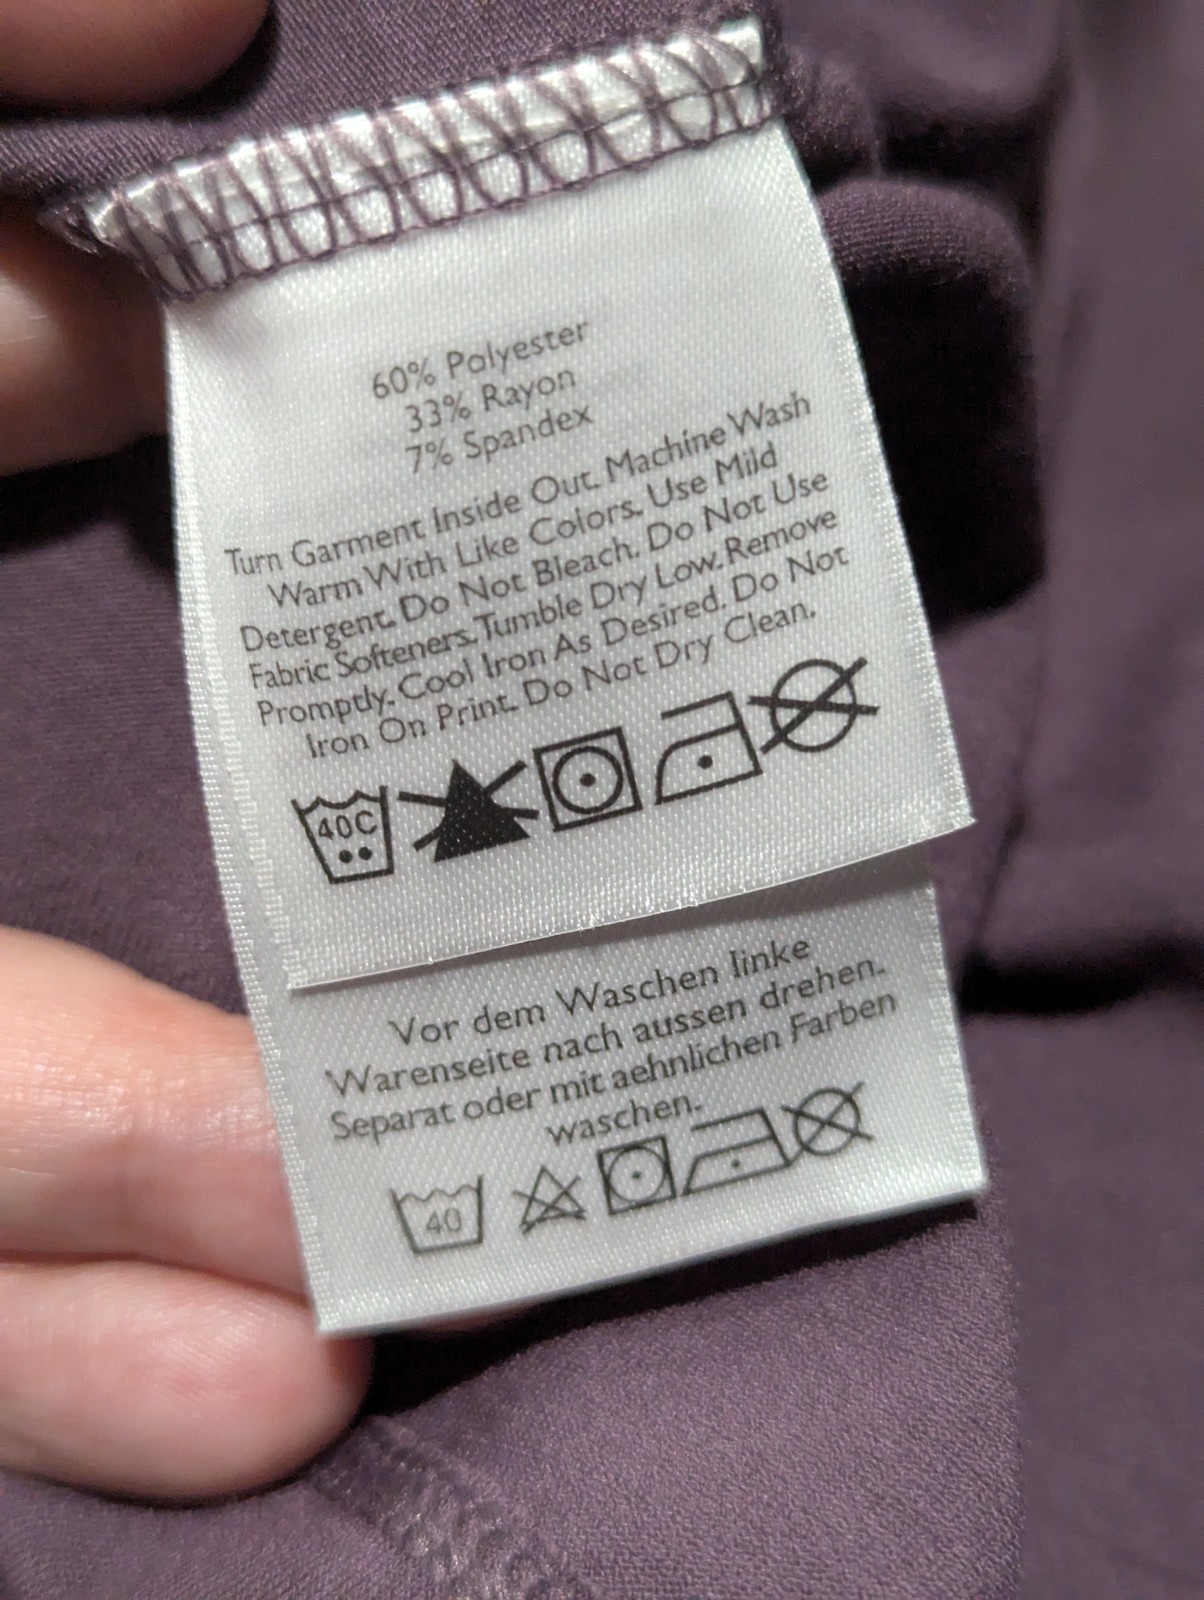 60% Polyester
33% Rayon
7% Spandex
Turn Garment Inside Out. Machine Wash
Warm With Like Colors. Use Mild
Detergent. Do Not Bleach. Do Not Use
Fabric Softeners. Tumble Dry Low. Remove
Promptly. Cool Iron As Desired. Do Not
Iron On Print. Do Not Dry Clean.
40C
Vor dem Waschen linke
Warenseite nach aussen drehen.
Separat oder mit aehnlichen Farben
waschen.
40